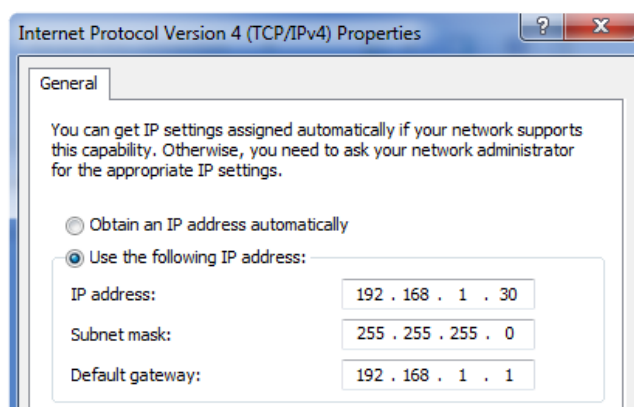 Internet Protocol Version 4 (TCP/IPv4) Properties
? X
General
You can get IP settings assigned automatically if your network supports
this capability. Otherwise, you need to ask your network administrator
for the appropriate IP settings.
Obtain an IP address automatically
Use the following IP address:
IP address: 192 . 168 . 1 . 30
Subnet mask: 255 . 255 . 255 . 0
Default gateway: 192 . 168 . 1 . 1